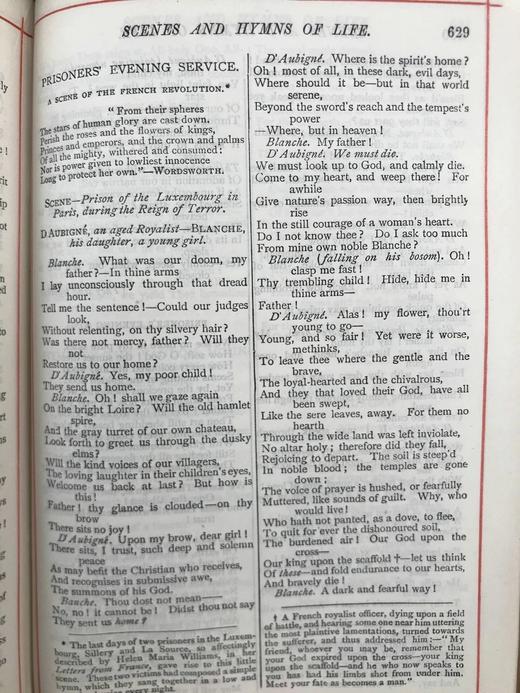 SCENES AND HYMNS OF LIFE. 629
PRISONERS' EVENING SERVICE.
A SCENE OF THE FRENCH REVOLUTION.*
"From their spheres
The stars of human glory are cast down.
Perish the roses and the flowers of kings,
Princes and emperors, and the crown and palms
Of all the mighty, withered and consumed:
Nor is power given to lowliest innocence
Long to protect her own."—WORDSWORTH.
SCENE—Prison of the Luxembourg in
Paris, during the Reign of Terror.
D'AUBIGNÉ, an aged Royalist—BLANCHE,
his daughter, a young girl.
Blanche. What was our doom, my
father?—In thine arms
I lay unconsciously through that dread
hour.
Tell me the sentence!—Could our judges
look,
Without relenting, on thy silvery hair?
Was there not mercy, father? Will they
not
Restore us to our home?
D'Aubigné. Yes, my poor child!
They send us home.
Blanche. Oh! shall we gaze again
On the bright Loire? Will the old hamlet
spire,
And the gray turret of our own chateau,
Look forth to greet us through the dusky
elms?
Will the kind voices of our villagers,
The loving laughter in their children's eyes,
Welcome us back at last? But how is
this!
Father! thy glance is clouded—on thy
brow
There sits no joy!
D'Aubigné. Upon my brow, dear girl!
There sits, I trust, such deep and solemn
peace
As may befit the Christian who receives,
And recognises in submissive awe,
The summons of his God.
Blanche. Thou dost not mean——
No, no! it cannot be! Didst thou not say
They sent us home?
* The last days of two prisoners in the Luxem-
bourg, Sillery and La Source, so affectingly
described by Helen Maria Williams, in her
Letters from France, gave rise to this little
scene. These two victims had composed a simple
hymn, which they sang together in a low and
every night.
D'Aubigné. Where is the spirit's home?
Oh! most of all, in these dark, evil days,
Where should it be—but in that world
serene,
Beyond the sword's reach and the tempest's
power
—Where, but in heaven!
Blanche. My father!
D'Aubigné. We must die.
We must look up to God, and calmly die.
Come to my heart, and weep there! For
awhile
Give nature's passion way, then brightly
rise
In the still courage of a woman's heart.
Do I not know thee? Do I ask too much
From mine own noble Blanche?
Blanche (falling on his bosom). Oh!
clasp me fast!
Thy trembling child! Hide, hide me in
thine arms—
Father!
D'Aubigné. Alas! my flower, thou'rt
young to go—
Young, and so fair! Yet were it worse,
methinks,
To leave thee where the gentle and the
brave,
The loyal-hearted and the chivalrous,
And they that loved their God, have all
been swept,
Like the sere leaves, away. For them no
hearth
Through the wide land was left inviolate,
No altar holy; therefore did they fall,
Rejoicing to depart. The soil is steep'd
In noble blood; the temples are gone
down;
The voice of prayer is hushed, or fearfully
Muttered, like sounds of guilt. Why, who
would live!
Who hath not panted, as a dove, to flee,
To quit for ever the dishonoured soil,
The burdened air! Our God upon the
cross—
Our king upon the scaffold †—let us think
Of these—and fold endurance to our hearts,
And bravely die!
Blanche. A dark and fearful way!
† A French royalist officer, dying upon a field
of battle, and hearing some one near him uttering
the most plaintive lamentations, turned towards
the sufferer, and thus addressed him:—"My
friend, whoever you may be, remember that
your God expired upon the cross—your king
upon the scaffold—and he who now speaks to
you has had his limbs shot from under him.
Meet your fate as becomes a man."